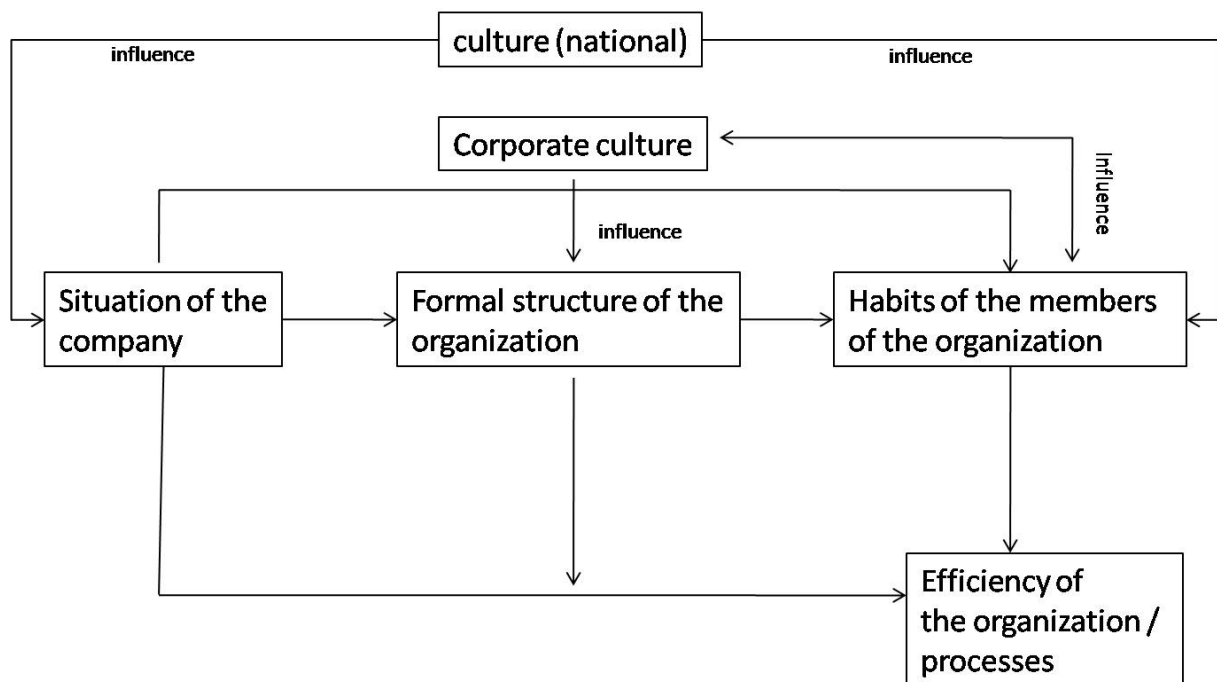 culture (national)
influence
influence
Corporate culture
Influence
influence
Situation of the
company
Formal structure of the
organization
Habits of the members
of the organization
Efficiency of
the organization /
processes